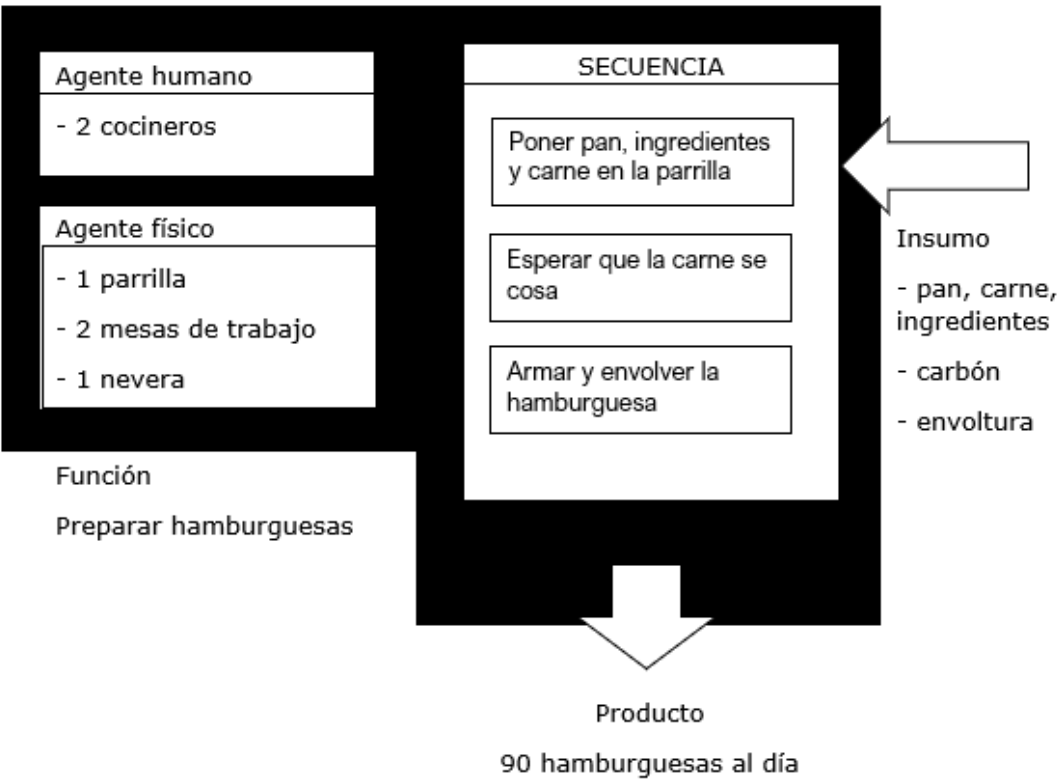 Agente humano
- 2 cocineros
Agente físico
- 1 parrilla
- 2 mesas de trabajo
- 1 nevera
Función
Preparar hamburguesas
SECUENCIA
Poner pan, ingredientes
y carne en la parrilla
Esperar que la carne se
cosa
Armar y envolver la
hamburguesa
Insumo
- pan, carne,
ingredientes
- carbón
- envoltura
Producto
90 hamburguesas al día